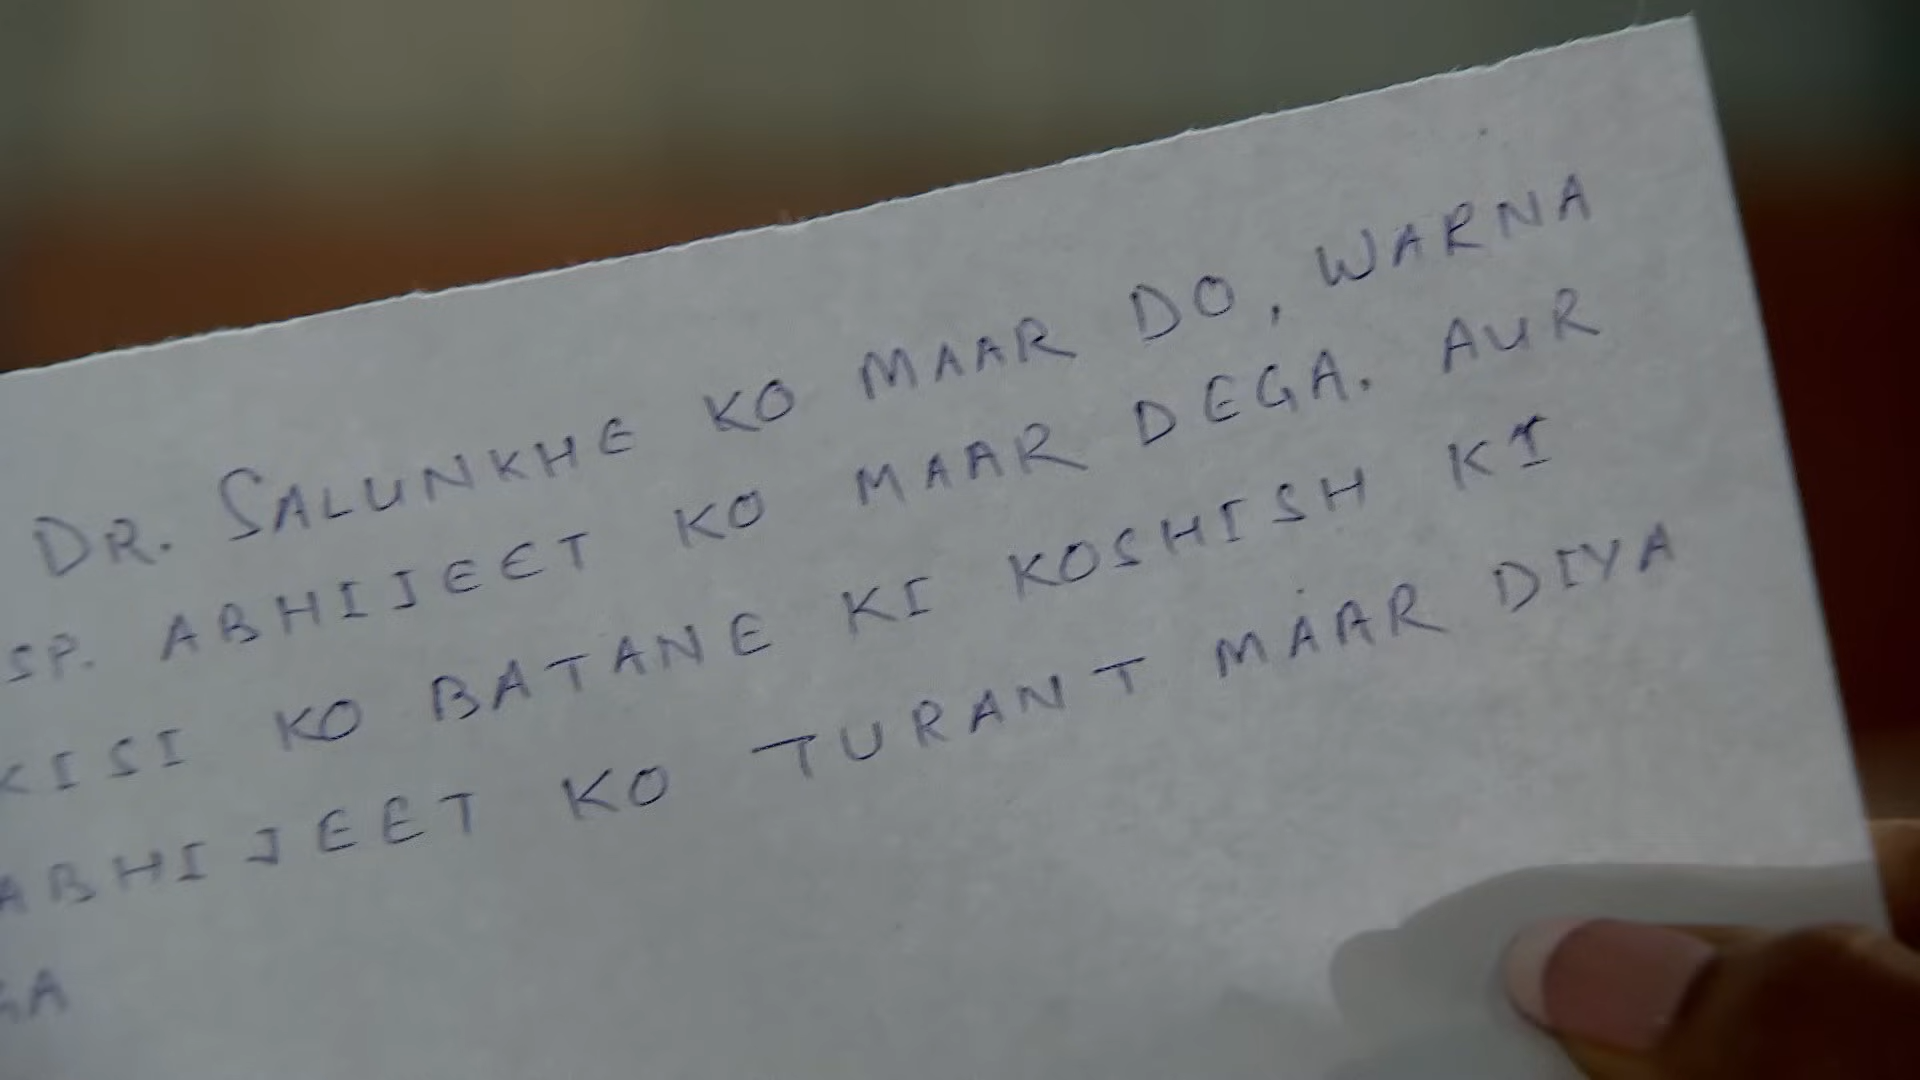 DR. SALUNKHE KO MAAR DO, WARNA
SP. ABHIJEET KO MAAR DEGA. AUR
KISI KO BATANE KI KOSHISH KI
ABHIJEET KO TURANT MAAR DIYA
GA